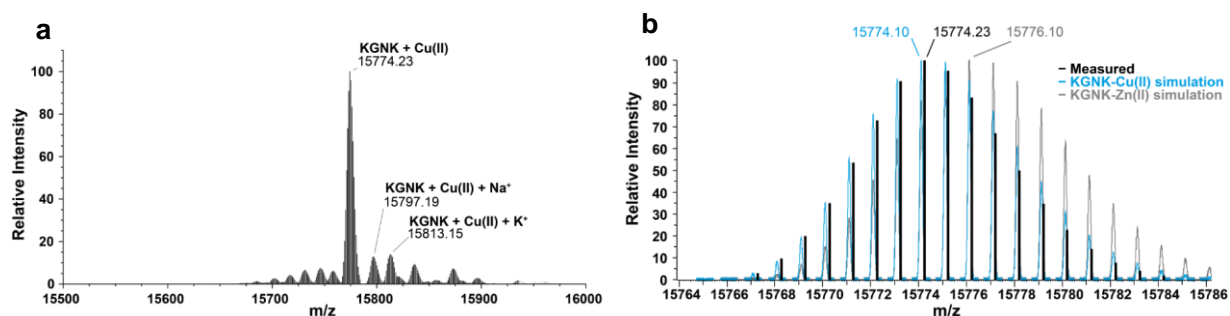 a
KGNK + Cu(II)
15774.23
100
80
60
40
20
0
Relative Intensity
KGNK + Cu(II) + Na⁺
15797.19
KGNK + Cu(II) + K⁺
15813.15
15500 15600 15700 15800 15900 16000
m/z
b
15774.10 15774.23 15776.10
Measured
KGNK-Cu(II) simulation
KGNK-Zn(II) simulation
100
90
80
70
60
50
40
30
20
10
0
Relative Intensity
15764 15766 15768 15770 15772 15774 15776 15778 15780 15782 15784 15786
m/z